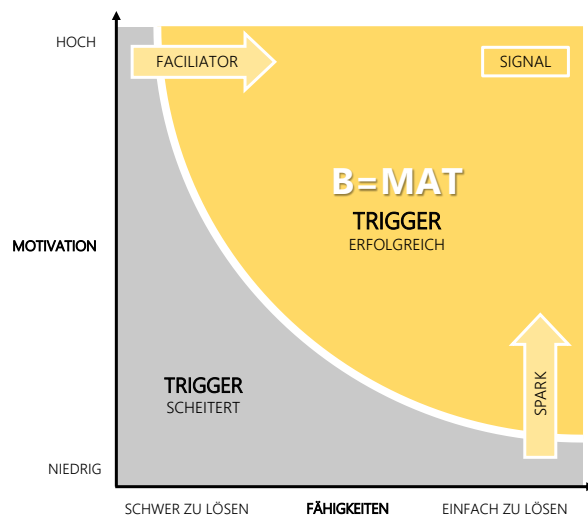 HOCH
FACILIATOR
SIGNAL
B=MAT
TRIGGER
ERFOLGREICH
MOTIVATION
TRIGGER
SCHEITERT
SPARK
NIEDRIG
SCHWER ZU LÖSEN
FÄHIGKEITEN
EINFACH ZU LÖSEN